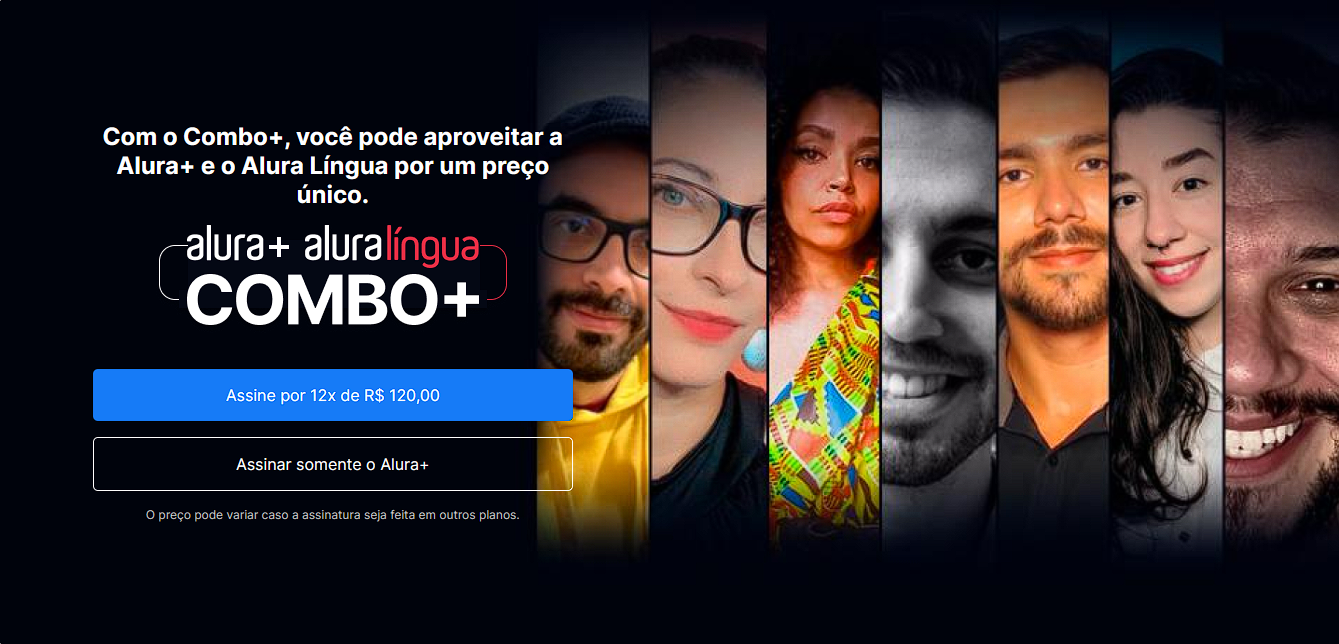 Com o Combo+, você pode aproveitar a
Alura+ e o Alura Língua por um preço
único.
alura+ aluralíngua
COMBO+
Assine por 12x de R$ 120,00
Assinar somente o Alura+
O preço pode variar caso a assinatura seja feita em outros planos.